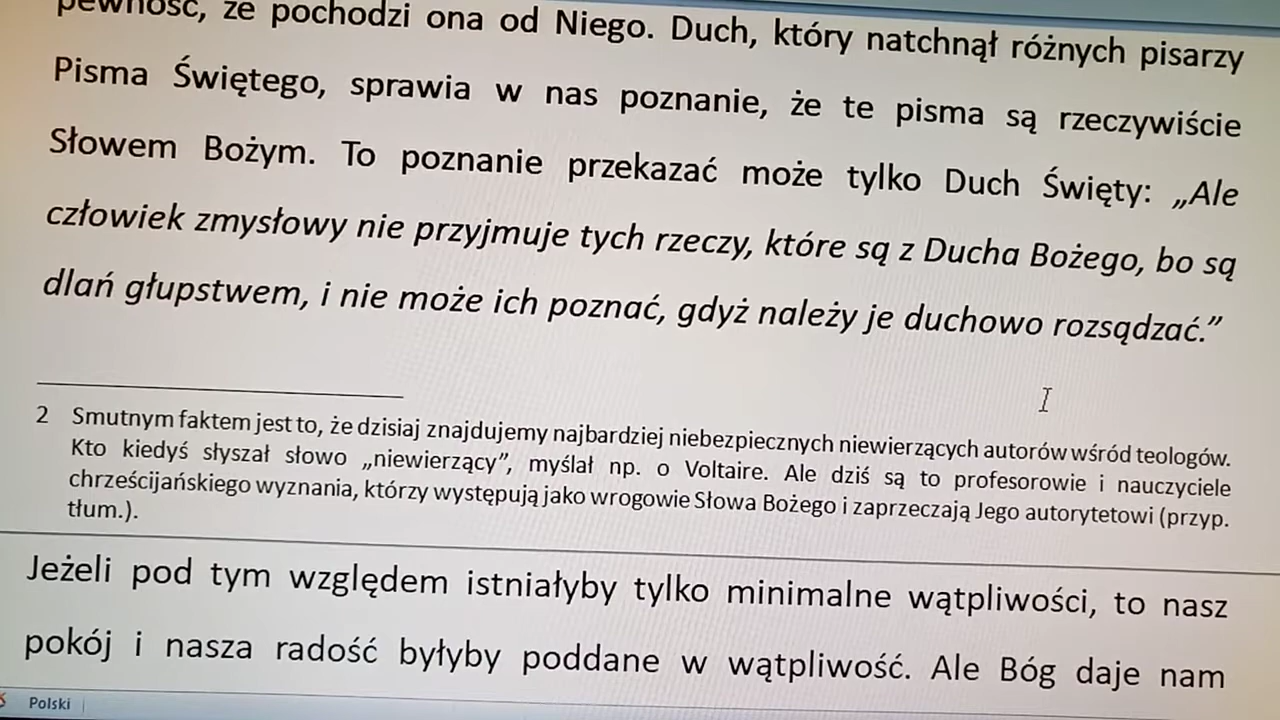 pewność, że pochodzi ona od Niego. Duch, który natchnął różnych pisarzy
Pisma Świętego, sprawia w nas poznanie, że te pisma są rzeczywiście
Słowem Bożym. To poznanie przekazać może tylko Duch Święty: „Ale
człowiek zmysłowy nie przyjmuje tych rzeczy, które są z Ducha Bożego, bo są
dlań głupstwem, i nie może ich poznać, gdyż należy je duchowo rozsądzać.”
2 Smutnym faktem jest to, że dzisiaj znajdujemy najbardziej niebezpiecznych niewierzących autorów wśród teologów.
Kto kiedyś słyszał słowo „niewierzący”, myślał np. o Voltaire. Ale dziś są to profesorowie i nauczyciele
chrześcijańskiego wyznania, którzy występują jako wrogowie Słowa Bożego i zaprzeczają Jego autorytetowi (przyp.
tłum.).
Jeżeli pod tym względem istniałyby tylko minimalne wątpliwości, to nasz
pokój i nasza radość byłyby poddane w wątpliwość. Ale Bóg daje nam
Polski